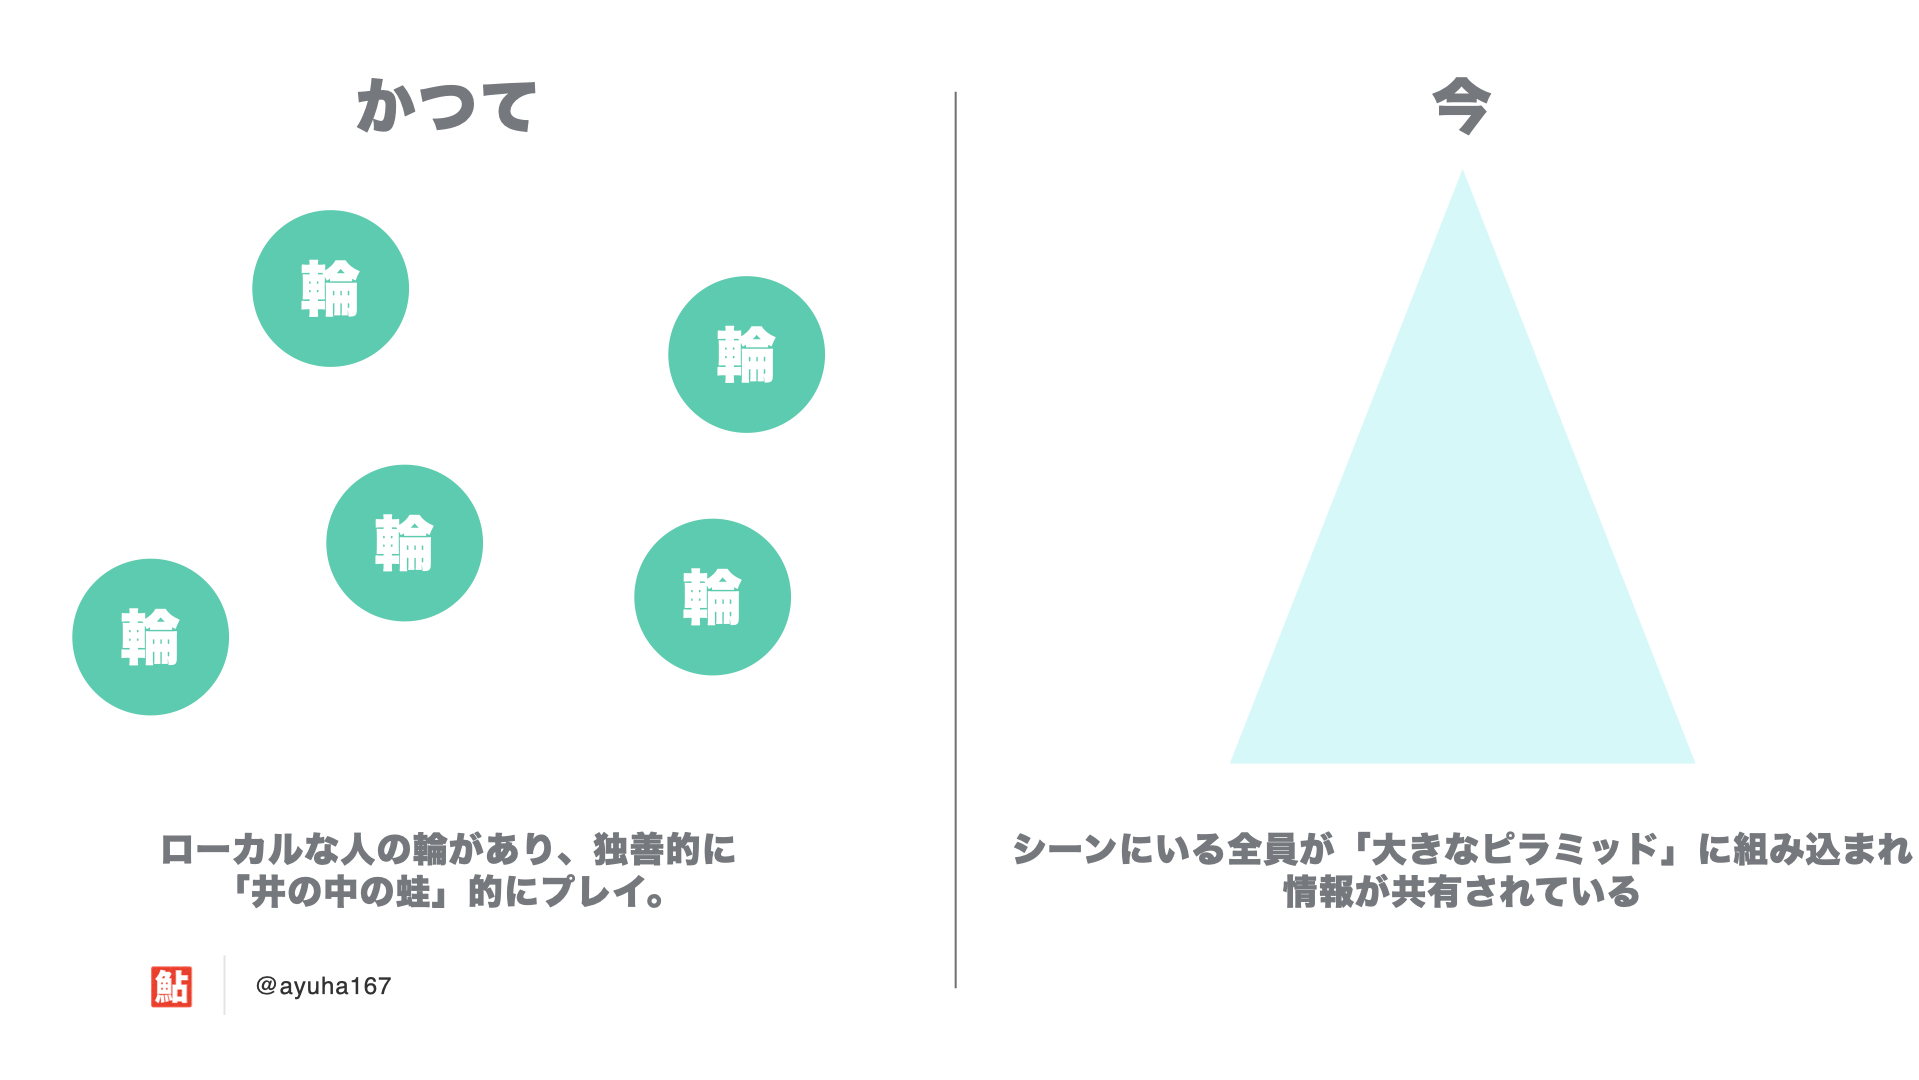 かつて
輪
輪
輪
輪
輪
ローカルな人の輪があり、独善的に
「井の中の蛙」的にプレイ。
鮎
@ayuha167
今
シーンにいる全員が「大きなピラミッド」に組み込まれ
情報が共有されている